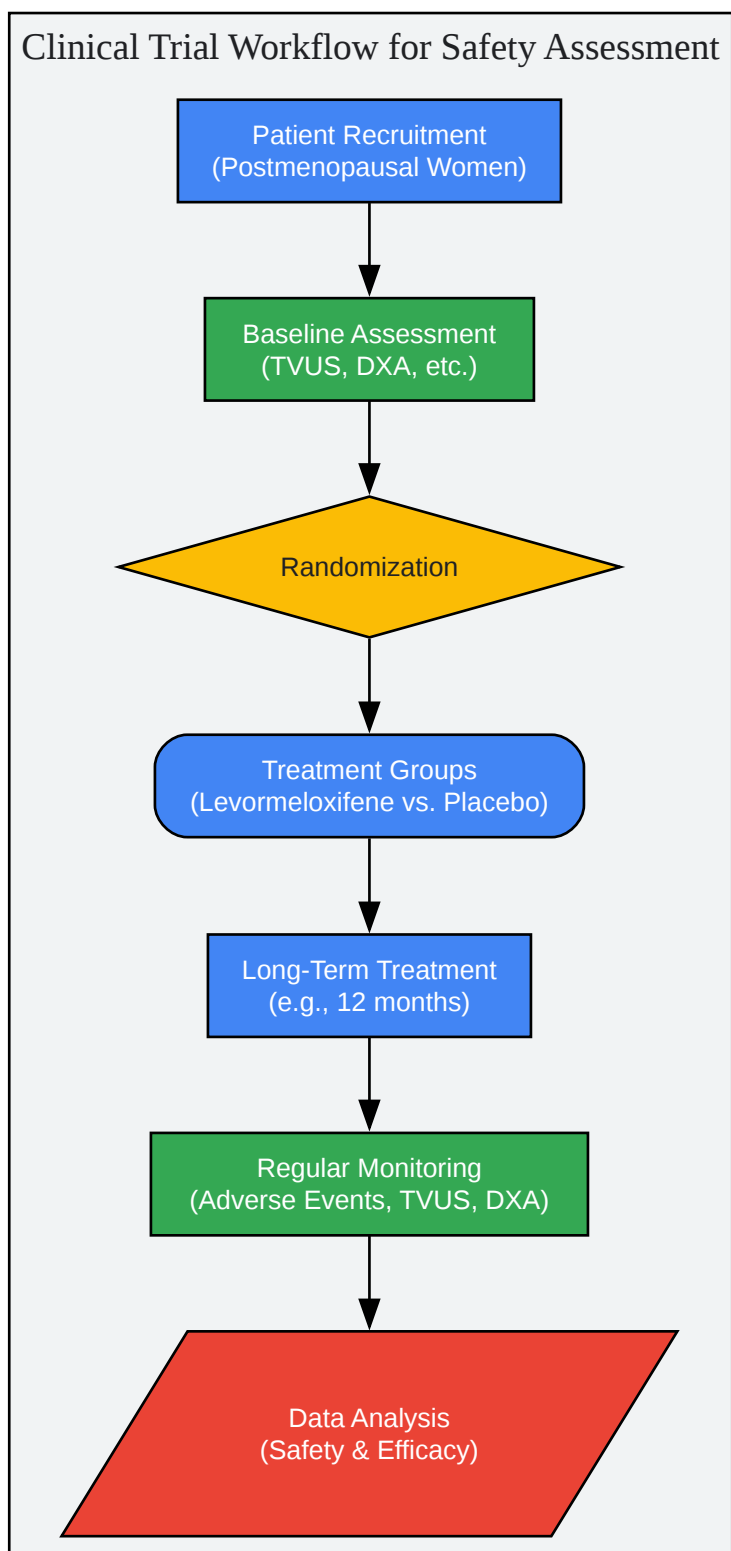 Clinical Trial Workflow for Safety Assessment
Patient Recruitment
(Postmenopausal Women)
Baseline Assessment
(TVUS, DXA, etc.)
Randomization
Treatment Groups
(Levormeloxifene vs. Placebo)
Long-Term Treatment
(e.g., 12 months)
Regular Monitoring
(Adverse Events, TVUS, DXA)
Data Analysis
(Safety & Efficacy)